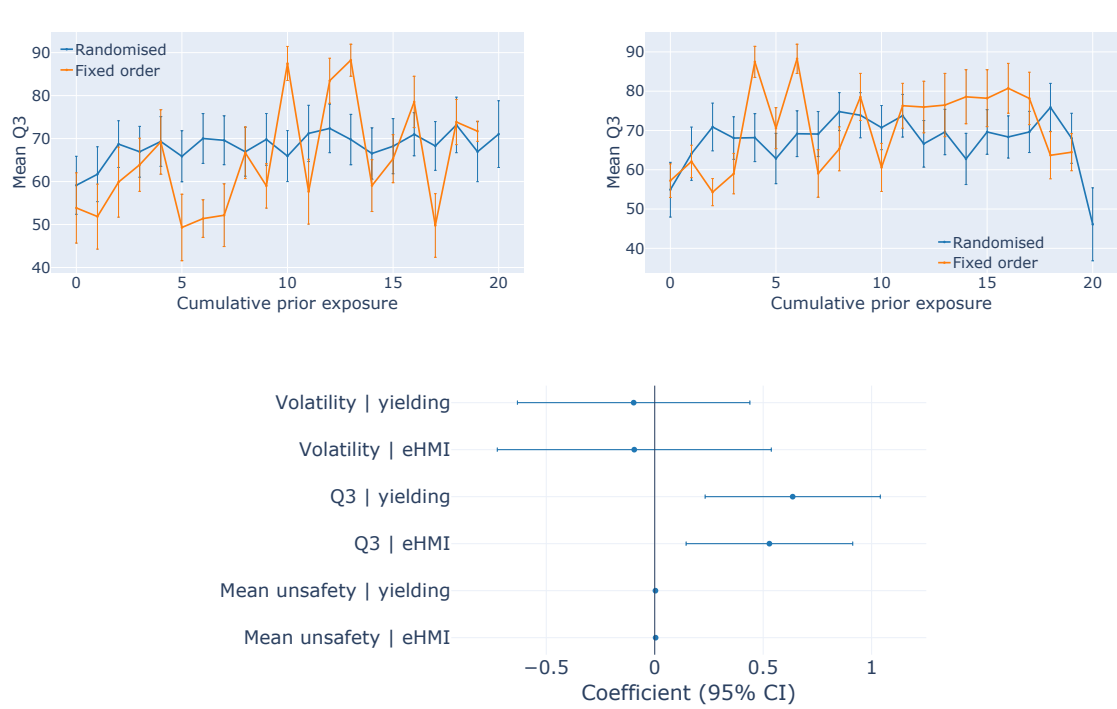 Mean Q3
90
80
70
60
50
40
Randomised
Fixed order
0
5
10
15
20
Cumulative prior exposure
Mean Q3
90
80
70
60
50
40
Randomised
Fixed order
0
5
10
15
20
Cumulative prior exposure
Volatility | yielding
Volatility | eHMI
Q3 | yielding
Q3 | eHMI
Mean unsafety | yielding
Mean unsafety | eHMI
−0.5
0
0.5
1
Coefficient (95% CI)